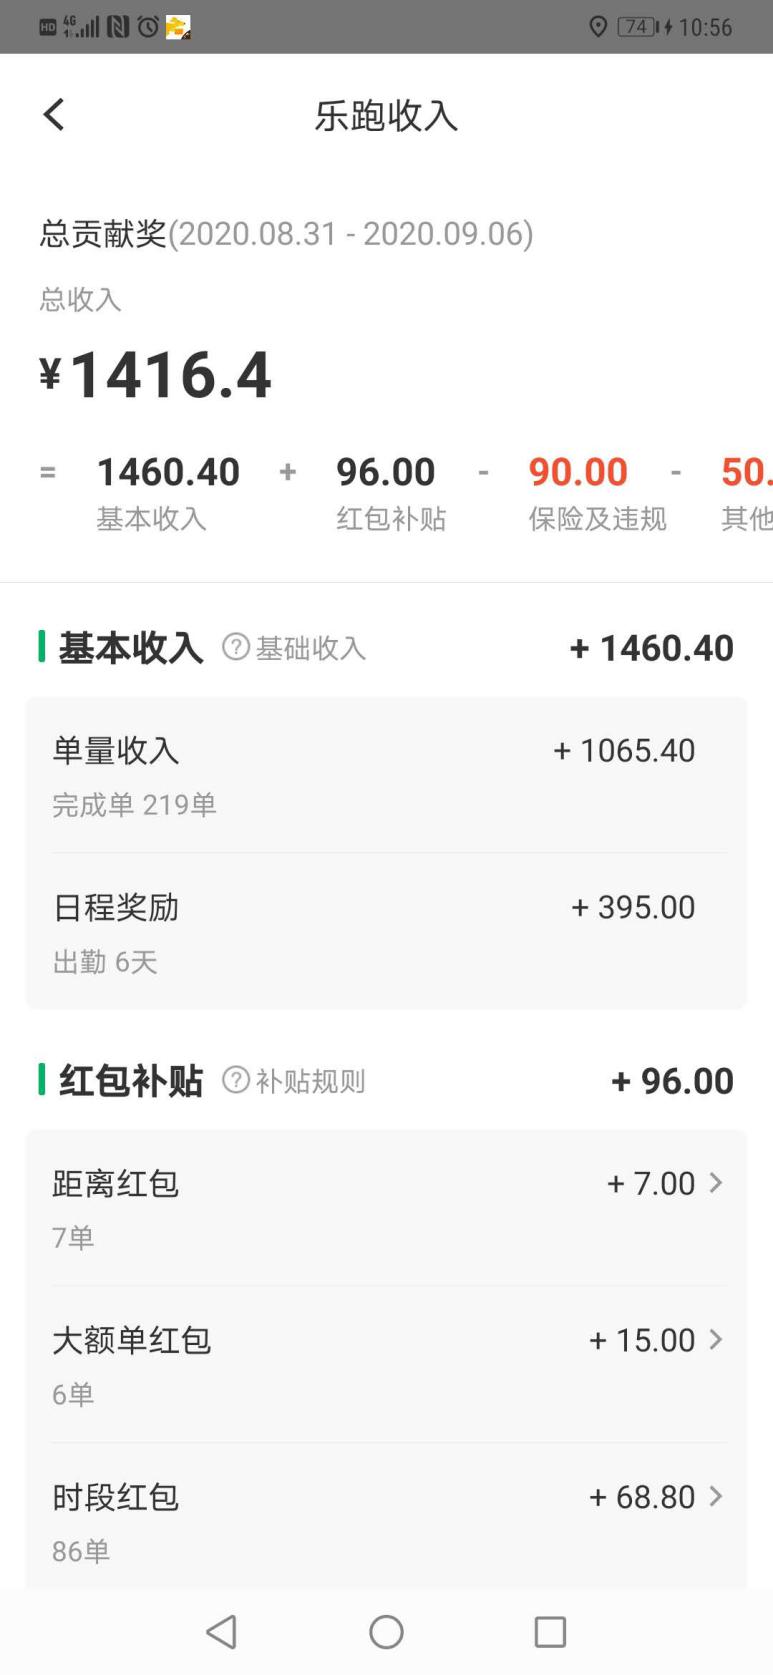 HD 4G 74 10:56
乐跑收入
总贡献奖(2020.08.31 - 2020.09.06)
总收入
¥1416.4
= 1460.40 + 96.00 - 90.00 - 50.
基本收入 红包补贴 保险及违规 其他
基本收入 ?基础收入 + 1460.40
单量收入 + 1065.40
完成单 219单
日程奖励 + 395.00
出勤 6天
红包补贴 ?补贴规则 + 96.00
距离红包 + 7.00
7单
大额单红包 + 15.00
6单
时段红包 + 68.80
86单